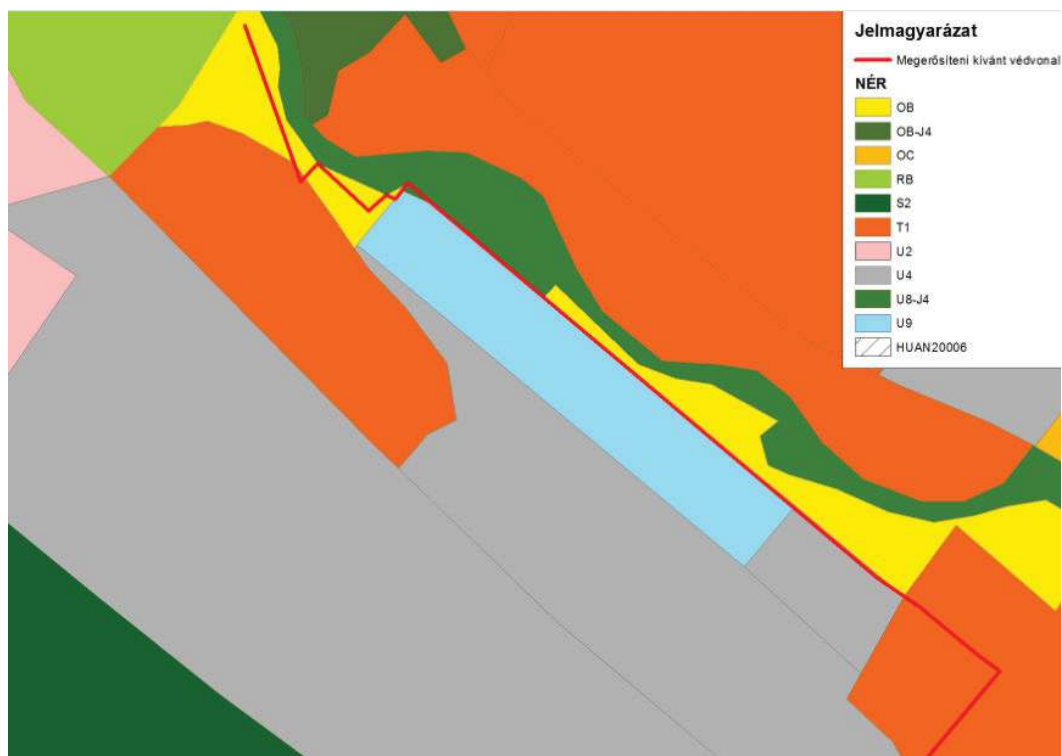 Jelmagyarázat
Megerősíteni kívánt védvonal
NÉR
OB
OB-J4
OC
RB
S2
T1
U2
U4
U8-J4
U9
HUAN20006